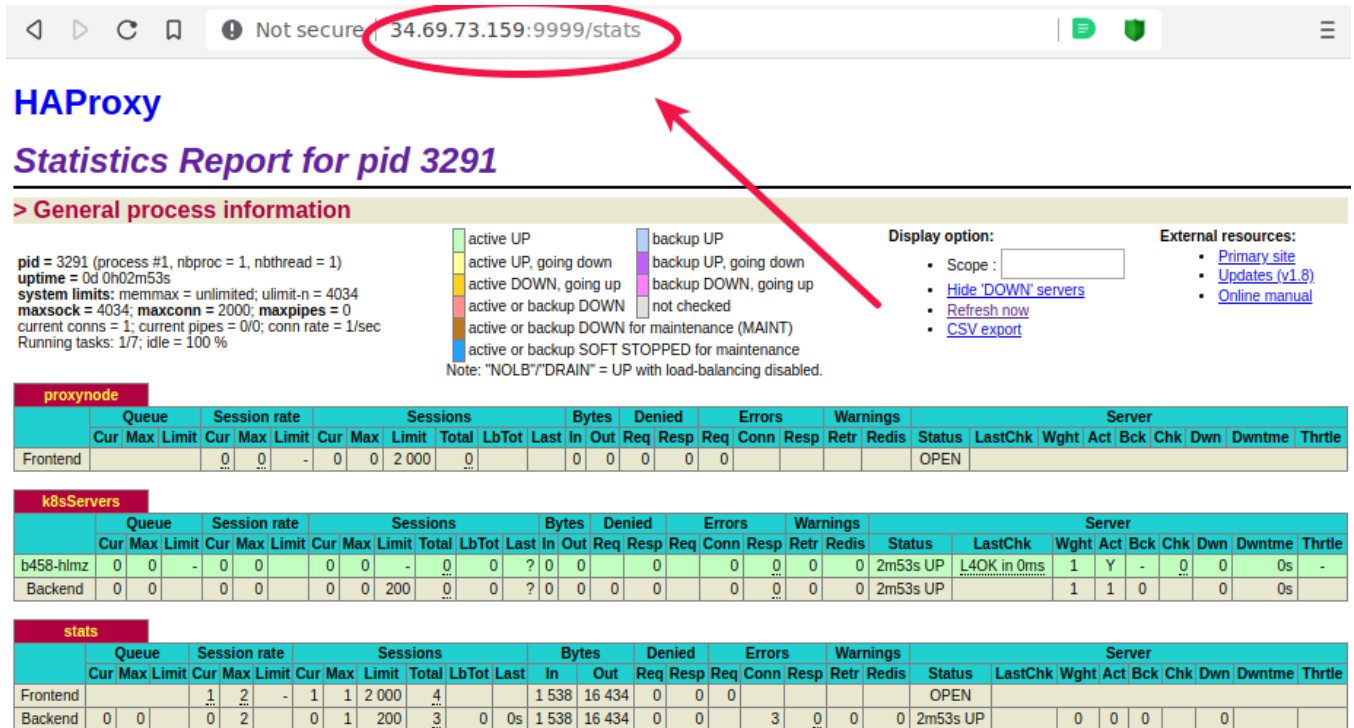 Not secure | 34.69.73.159:9999/stats
HAProxy
Statistics Report for pid 3291
> General process information
pid = 3291 (process #1, nbproc = 1, nbthread = 1)
uptime = 0d 0h02m53s
system limits: memmax = unlimited; ulimit-n = 4034
maxsock = 4034; maxconn = 2000; maxpipes = 0
current conns = 1; current pipes = 0/0; conn rate = 1/sec
Running tasks: 1/7; idle = 100 %
active UP backup UP
active UP, going down backup UP, going down
active DOWN, going up backup DOWN, going up
active or backup DOWN not checked
active or backup DOWN for maintenance (MAINT)
active or backup SOFT STOPPED for maintenance
Note: "NOLB"/"DRAIN" = UP with load-balancing disabled.
Display option:
• Scope :
• Hide 'DOWN' servers
• Refresh now
• CSV export
External resources:
• Primary site
• Updates (v1.8)
• Online manual
proxynode
Queue Session rate Sessions Bytes Denied Errors Warnings Server
Cur Max Limit Cur Max Limit Cur Max Limit Total LbTot Last In Out Req Resp Req Conn Resp Retr Redis Status LastChk Wght Act Bck Chk Dwn Dwntme Thrtle
Frontend 0 0 - 0 0 2 000 0 0 0 0 0 0 OPEN
k8sServers
Queue Session rate Sessions Bytes Denied Errors Warnings Server
Cur Max Limit Cur Max Limit Cur Max Limit Total LbTot Last In Out Req Resp Req Conn Resp Retr Redis Status LastChk Wght Act Bck Chk Dwn Dwntme Thrtle
b458-hlmz 0 0 - 0 0 0 0 - 0 0 ? 0 0 0 0 0 0 0 2m53s UP L4OK in 0ms 1 Y - 0 0 0s -
Backend 0 0 0 0 0 0 200 0 0 ? 0 0 0 0 0 0 0 0 2m53s UP 1 1 0 0 0s
stats
Queue Session rate Sessions Bytes Denied Errors Warnings Server
Cur Max Limit Cur Max Limit Cur Max Limit Total LbTot Last In Out Req Resp Req Conn Resp Retr Redis Status LastChk Wght Act Bck Chk Dwn Dwntme Thrtle
Frontend 1 2 - 1 1 2 000 4 1 538 16 434 0 0 0 OPEN
Backend 0 0 0 2 0 1 200 3 0 0s 1 538 16 434 0 0 3 0 0 0 2m53s UP 0 0 0 0